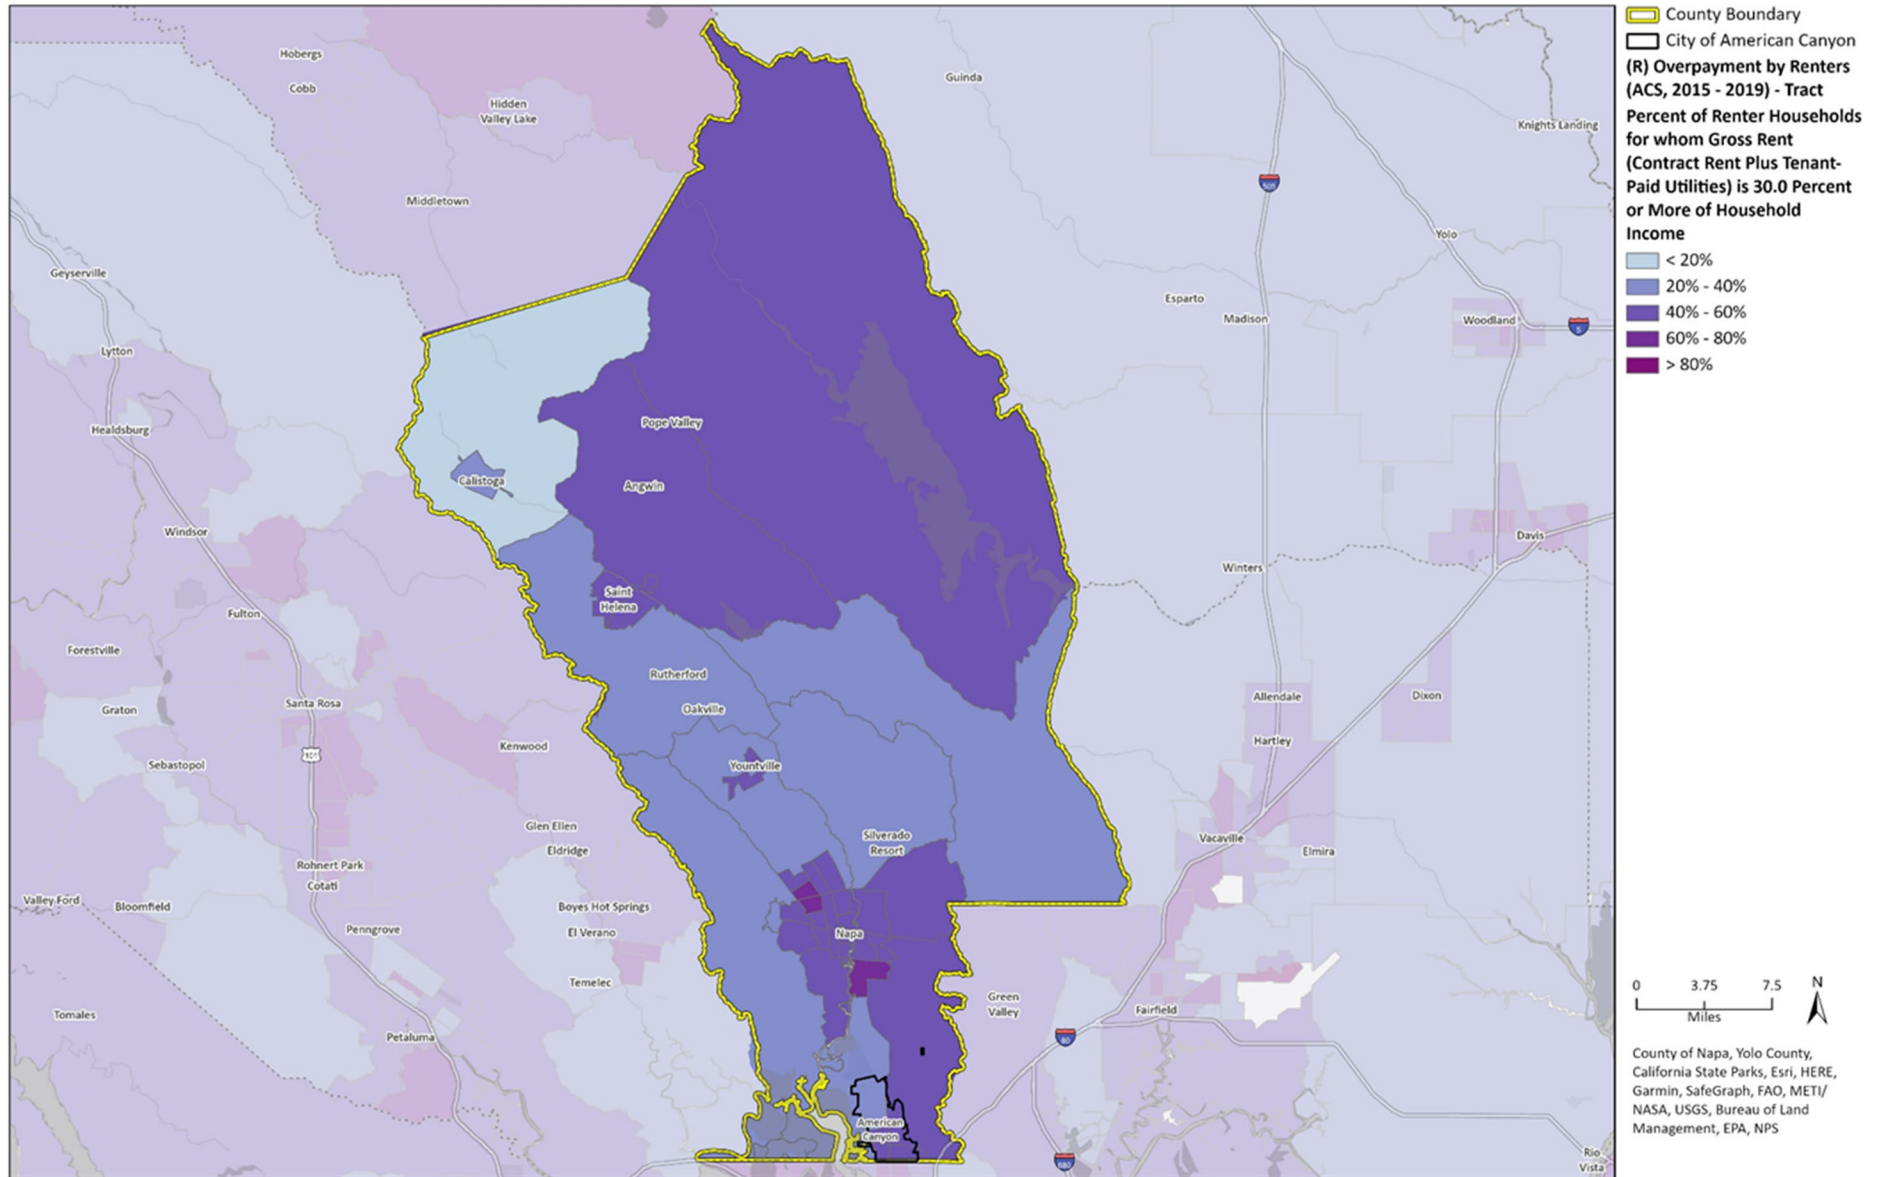 County Boundary
City of American Canyon
(R) Overpayment by Renters
(ACS, 2015 - 2019) - Tract
Percent of Renter Households
for whom Gross Rent
(Contract Rent Plus Tenant-
Paid Utilities) is 30.0 Percent
or More of Household
Income
< 20%
20% - 40%
40% - 60%
60% - 80%
> 80%
Hobergs
Cobb
Hidden
Valley Lake
Guinda
Knights Landing
505
Middletown
Yolo
Geyserville
Esparto
Madison
Woodland
5
Lytton
Healdsburg
Pope Valley
Calistoga
Angwin
Windsor
Davis
Winters
Saint
Helena
Fulton
Forestville
Rutherford
Santa Rosa
Graton
Oakville
Allendale
Dixon
101
Kenwood
Hartley
Sebastopol
Yountville
Glen Ellen
Eldridge
Silverado
Resort
Vacaville
Elmira
Rohnert Park
Cotati
Valley Ford
Bloomfield
Boyes Hot Springs
El Verano
Penngrove
Napa
Temelec
Green
Valley
Fairfield
Tomales
Petaluma
80
American
Canyon
680
Rio
Vista
0 3.75 7.5
Miles
N
County of Napa, Yolo County,
California State Parks, Esri, HERE,
Garmin, SafeGraph, FAO, METI/
NASA, USGS, Bureau of Land
Management, EPA, NPS